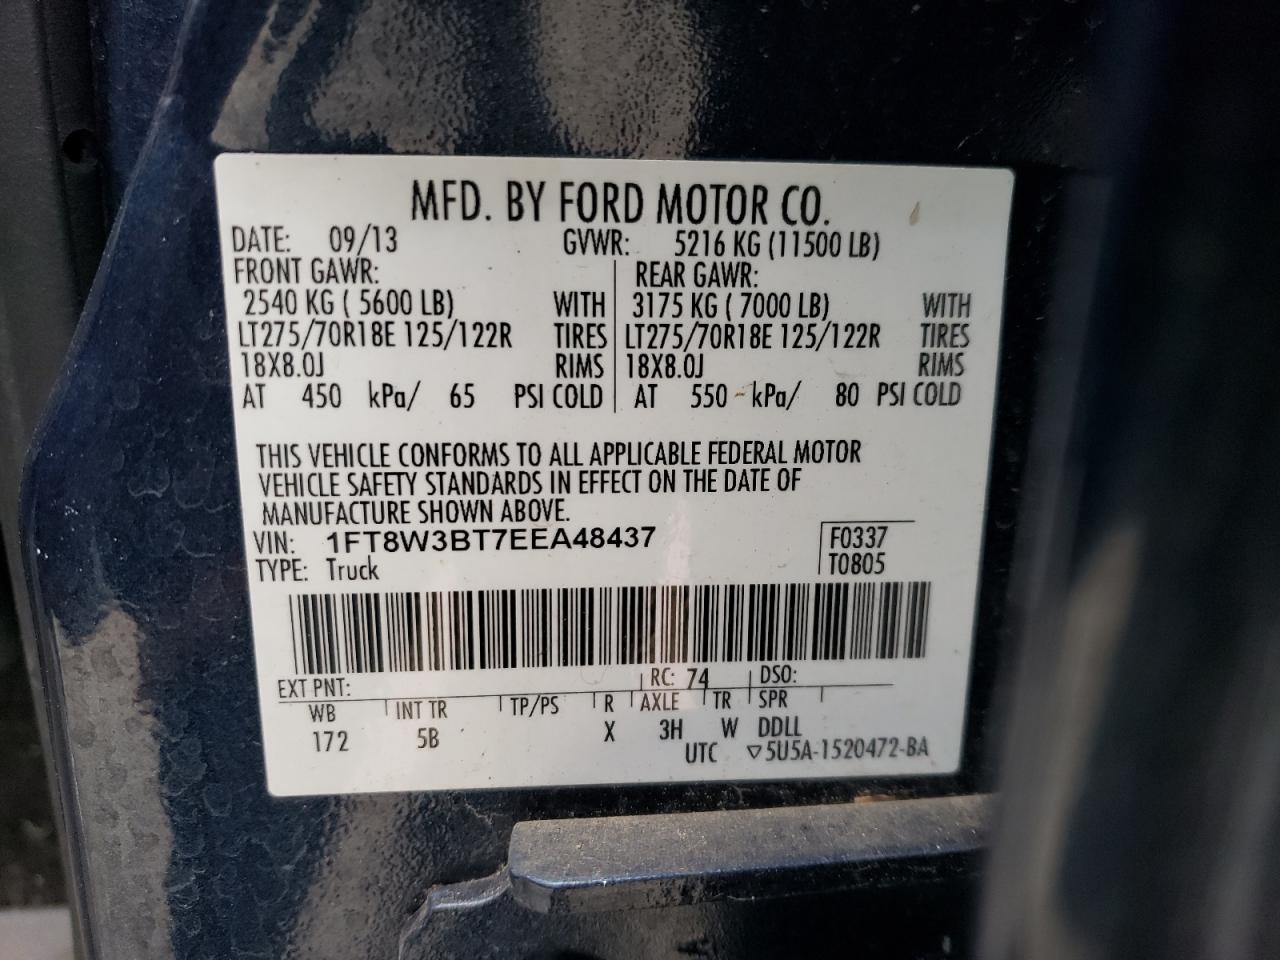 MFD. BY FORD MOTOR CO.
DATE: 09/13 GVWR: 5216 KG (11500 LB)
FRONT GAWR: REAR GAWR:
2540 KG ( 5600 LB) WITH 3175 KG ( 7000 LB) WITH
LT275/70R18E 125/122R TIRES LT275/70R18E 125/122R TIRES
18X8.0J RIMS 18X8.0J RIMS
AT 450 kPa/ 65 PSI COLD AT 550 kPa/ 80 PSI COLD
THIS VEHICLE CONFORMS TO ALL APPLICABLE FEDERAL MOTOR
VEHICLE SAFETY STANDARDS IN EFFECT ON THE DATE OF
MANUFACTURE SHOWN ABOVE.
VIN: 1FT8W3BT7EEA48437 F0337
TYPE: Truck T0805
EXT PNT: RC: 74 DSO:
WB INT TR TP/PS R AXLE TR SPR
172 5B X 3H W DDLL
UTC ▽5U5A-1520472-BA